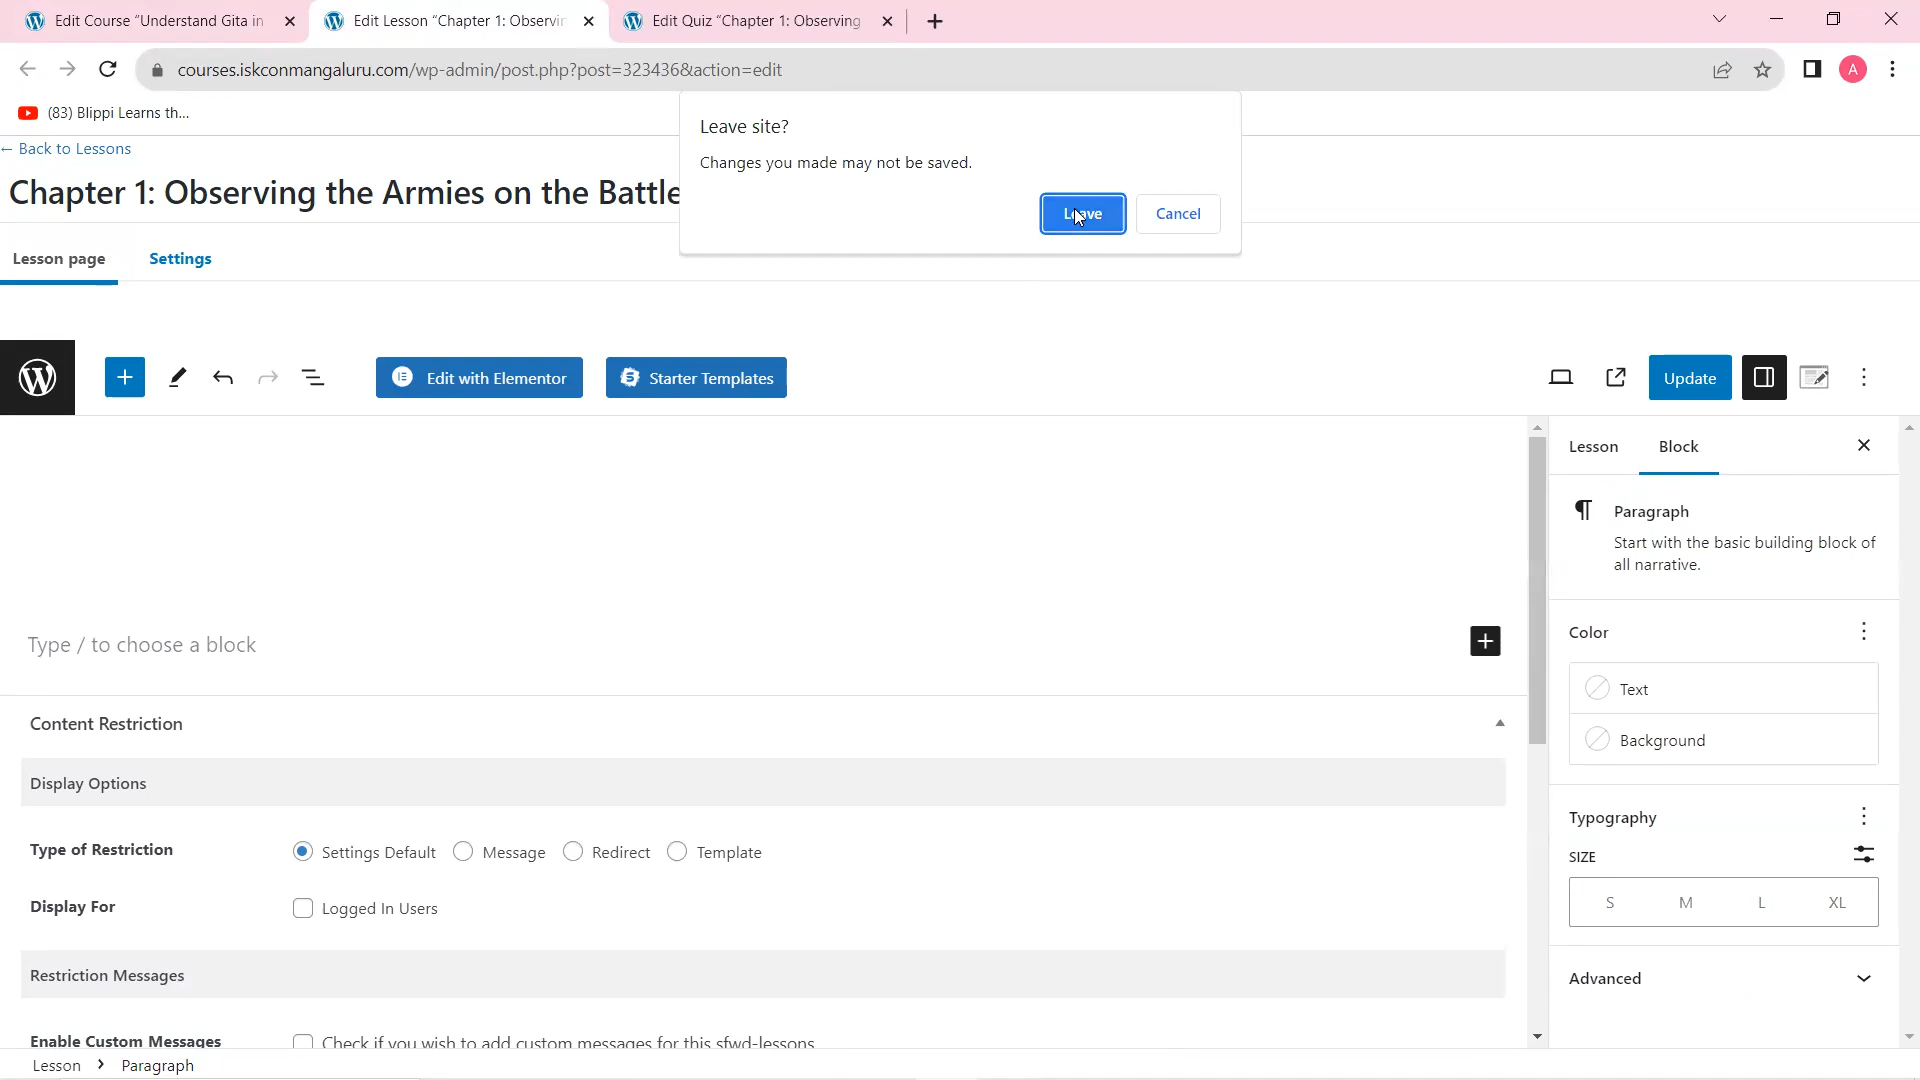 Edit Course “Understand Gita in
Edit Lesson “Chapter 1: Observin
Edit Quiz “Chapter 1: Observing
courses.iskconmangaluru.com/wp-admin/post.php?post=323436&action=edit
A
(83) Blippi Learns th...
Leave site?
Changes you made may not be saved.
Leave
Cancel
← Back to Lessons
Chapter 1: Observing the Armies on the Battle
Lesson page
Settings
Edit with Elementor
Starter Templates
Update
Lesson
Block
Paragraph
Start with the basic building block of
all narrative.
Type / to choose a block
Color
Text
Background
Content Restriction
Display Options
Type of Restriction
Settings Default
Message
Redirect
Template
Display For
Logged In Users
Typography
SIZE
S
M
L
XL
Restriction Messages
Advanced
Enable Custom Messages
Check if you wish to add custom messages for this sfwd-lessons
Lesson
Paragraph